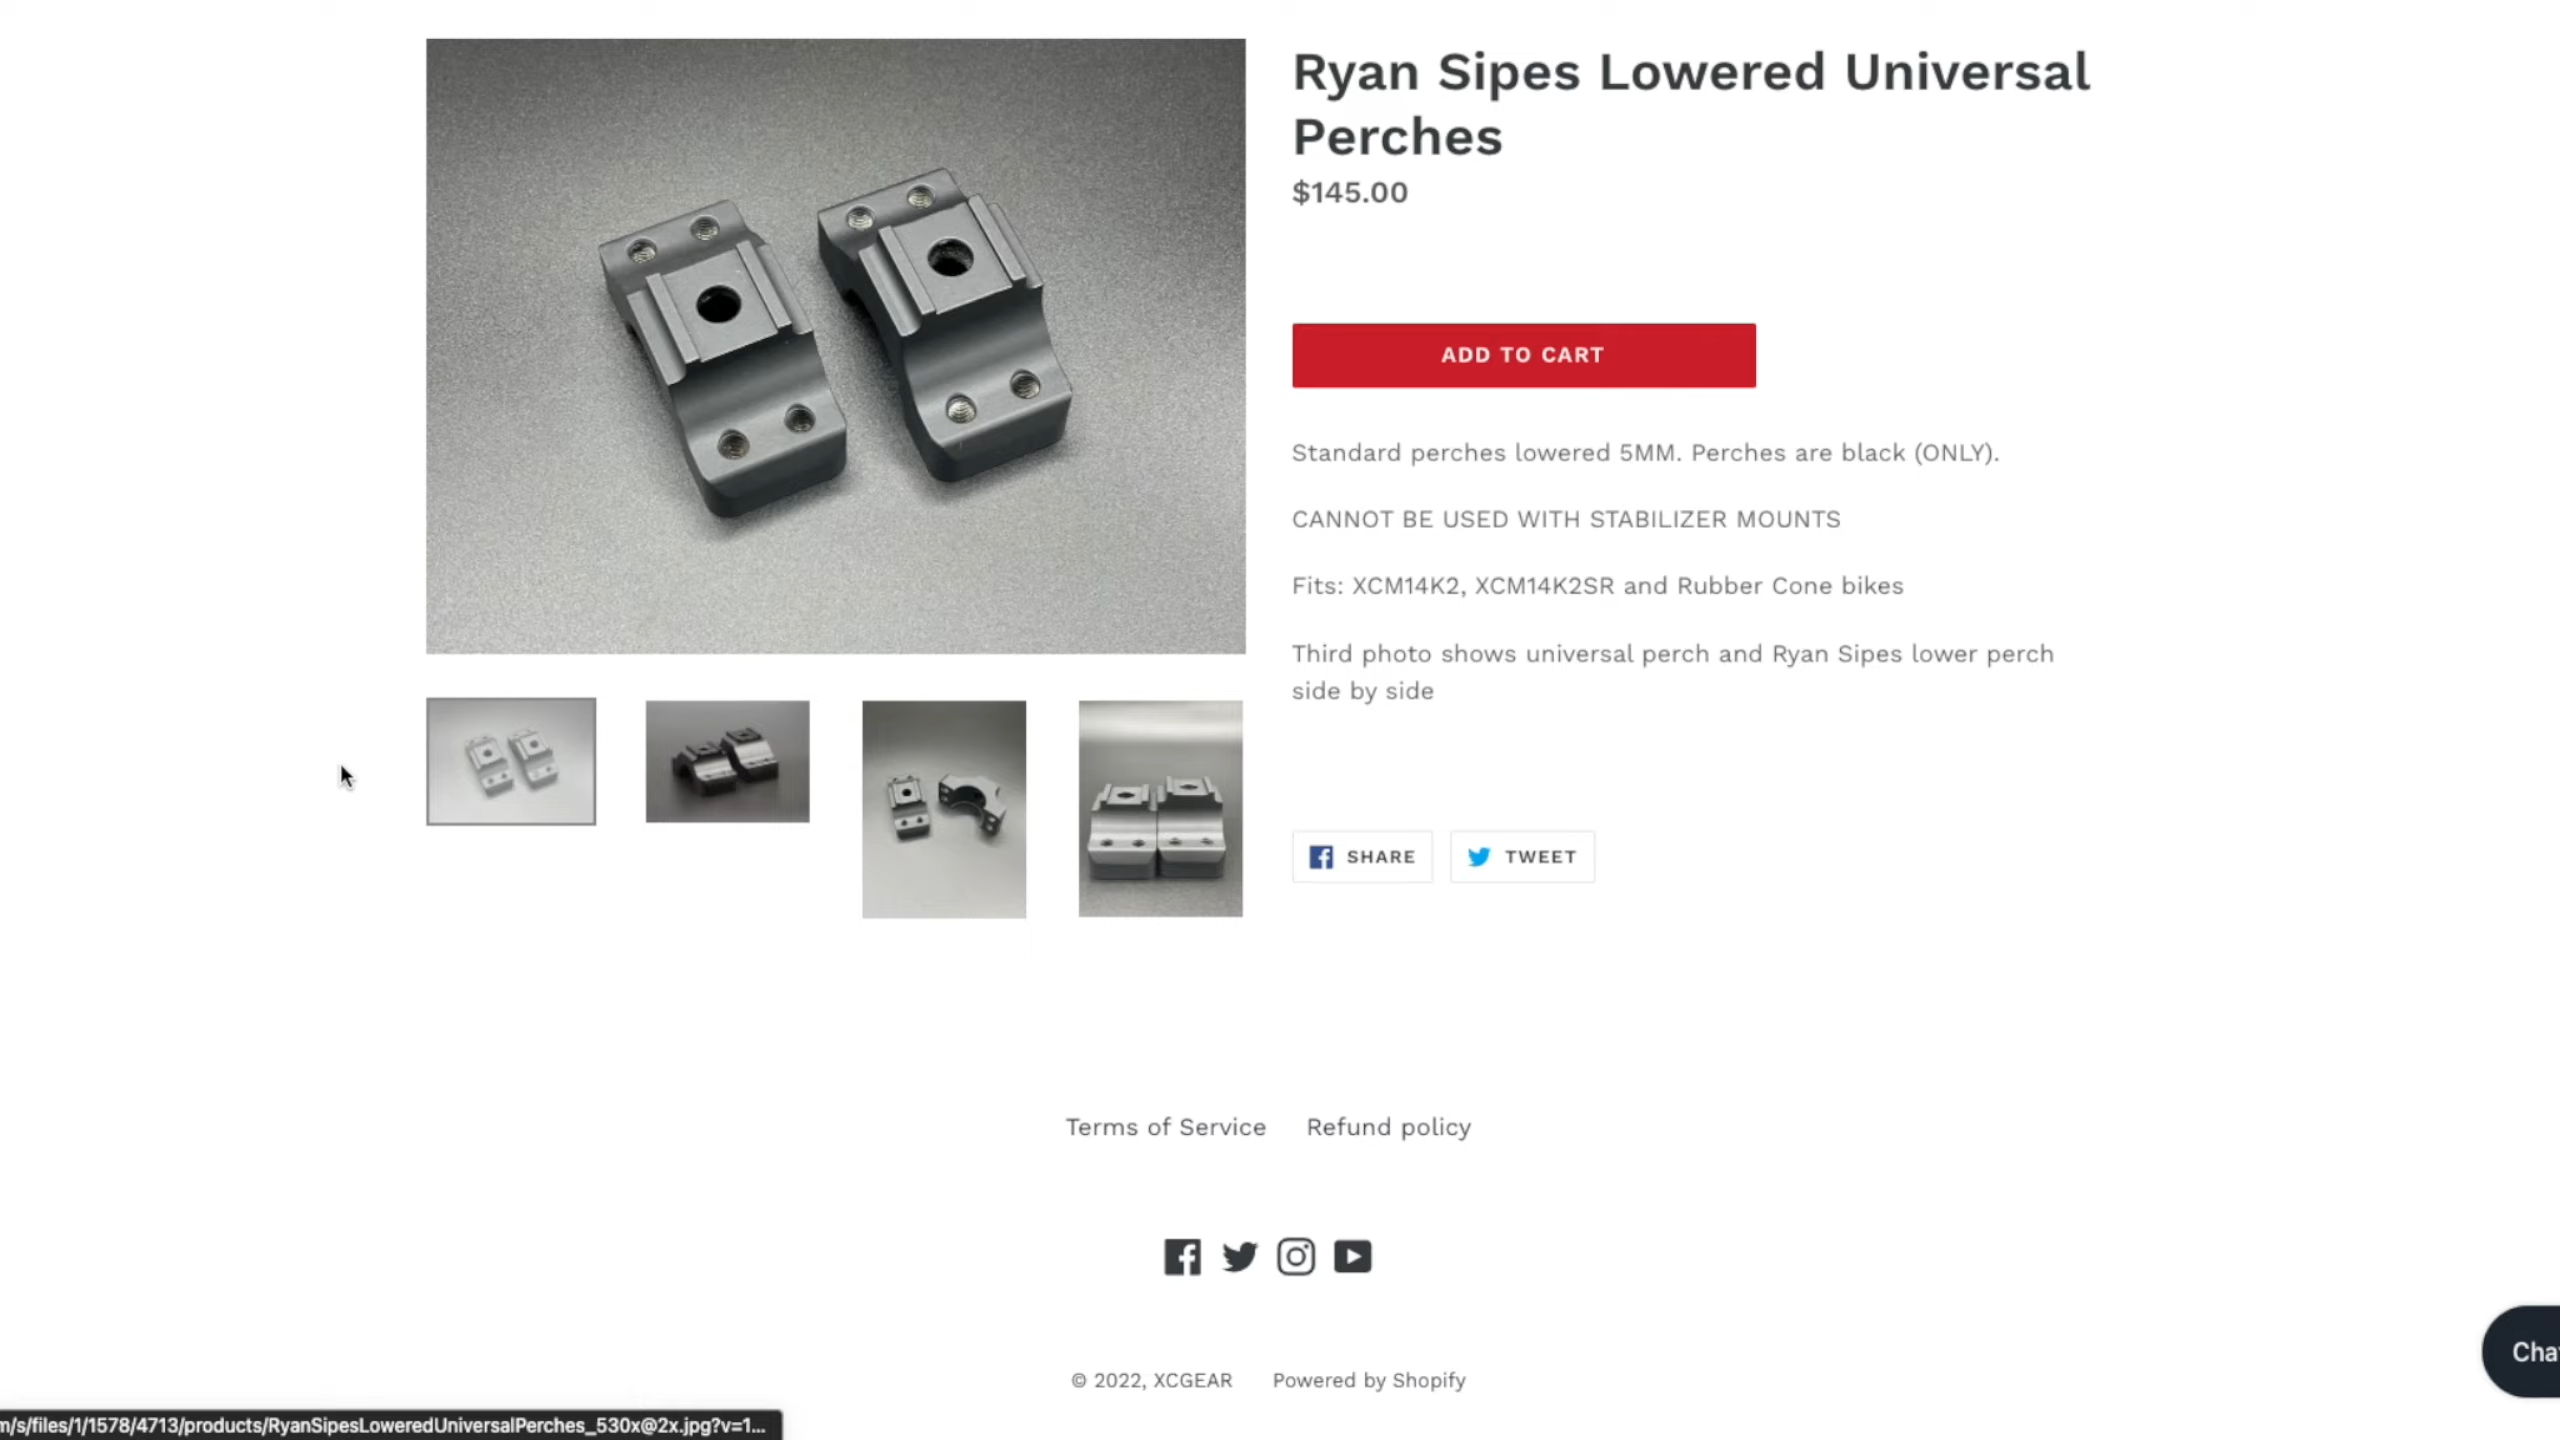 Ryan Sipes Lowered Universal
Perches
$145.00
ADD TO CART
Standard perches lowered 5MM. Perches are black (ONLY).
CANNOT BE USED WITH STABILIZER MOUNTS
Fits: XCM14K2, XCM14K2SR and Rubber Cone bikes
Third photo shows universal perch and Ryan Sipes lower perch
side by side
SHARE TWEET
Terms of Service Refund policy
Chat
© 2022, XCGEAR Powered by Shopify
m/s/files/1/1578/4713/products/RyanSipesLoweredUniversalPerches_530x@2x.jpg?v=1...